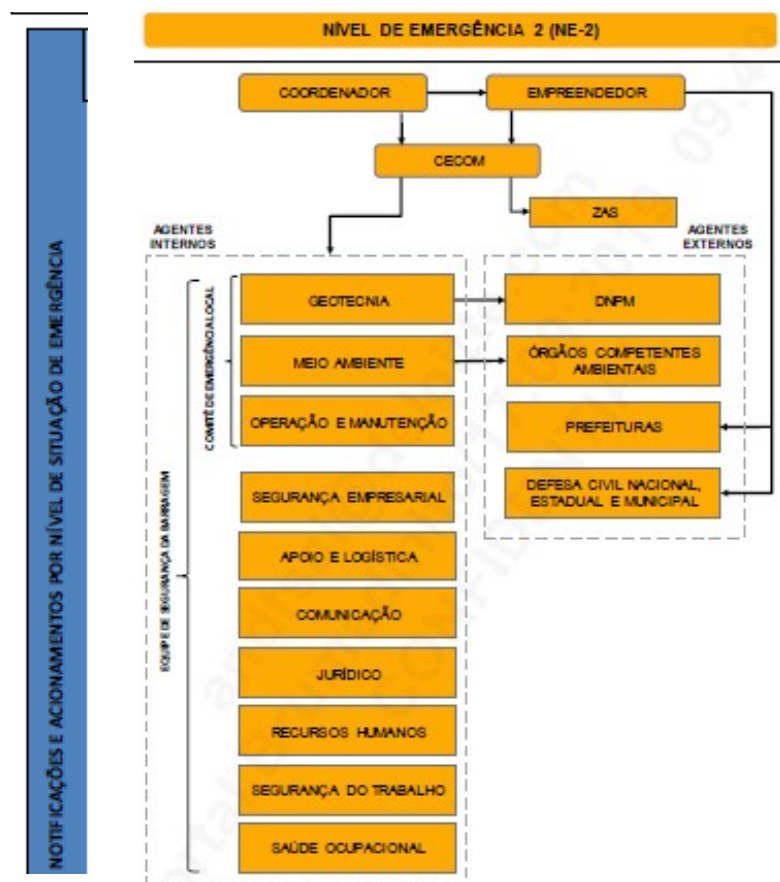 NÍVEL DE EMERGÊNCIA 2 (NE-2)
COORDENADOR
EMPREENDEDOR
CECOM
ZAS
AGENTES
INTERNOS
AGENTES
EXTERNOS
NOTIFICAÇÕES E ACIONAMENTOS POR NÍVEL DE SITUAÇÃO DE EMERGÊNCIA
EQUIPE DE SEGURANÇA DA BARRAGEM
COMITÊ DE EMERGÊNCIA LOCAL
GEOTECNIA
DNPM
MEIO AMBIENTE
ÓRGÃOS COMPETENTES
AMBIENTAIS
OPERAÇÃO E MANUTENÇÃO
PREFEITURAS
SEGURANÇA EMPRESARIAL
DEFESA CIVIL NACIONAL,
ESTADUAL E MUNICIPAL
APOIO E LOGÍSTICA
COMUNICAÇÃO
JURÍDICO
RECURSOS HUMANOS
SEGURANÇA DO TRABALHO
SAÚDE OCUPACIONAL